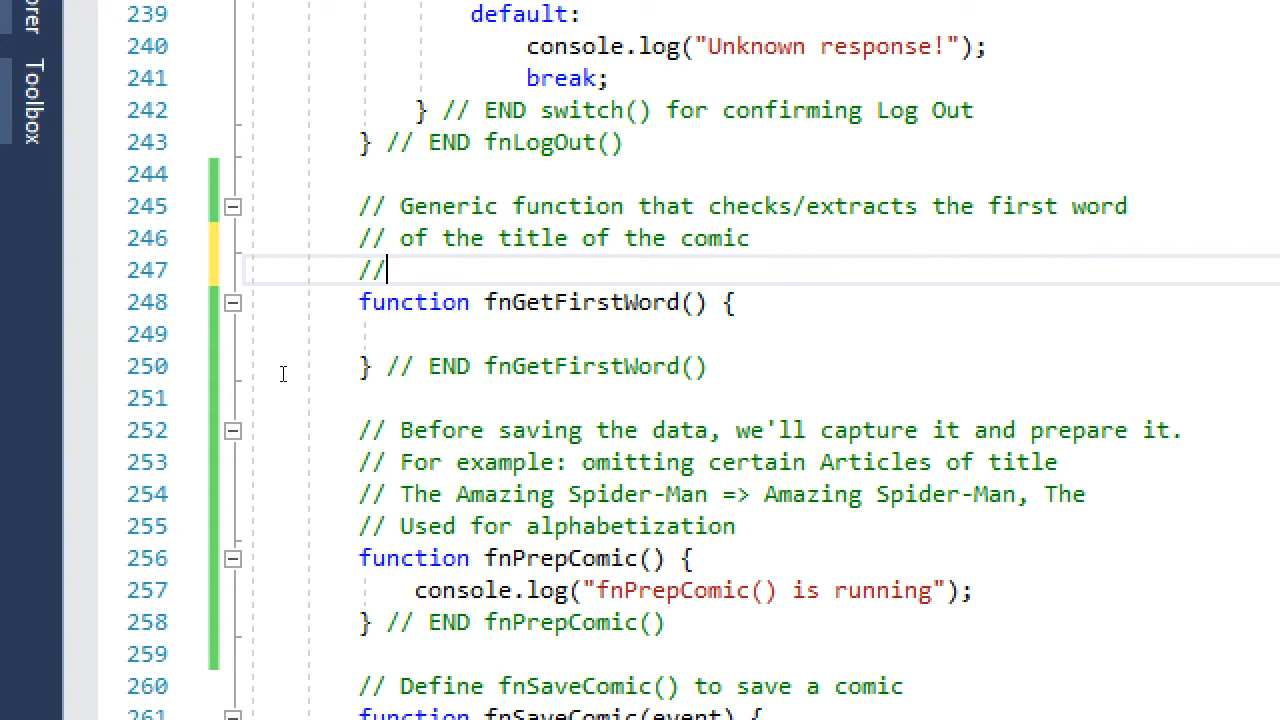 orer
Toolbox
239 default:
240 console.log("Unknown response!");
241 break;
242 } // END switch() for confirming Log Out
243 } // END fnLogOut()
244
245 // Generic function that checks/extracts the first word
246 // of the title of the comic
247 //
248 function fnGetFirstWord() {
249
250 } // END fnGetFirstWord()
251
252 // Before saving the data, we'll capture it and prepare it.
253 // For example: omitting certain Articles of title
254 // The Amazing Spider-Man => Amazing Spider-Man, The
255 // Used for alphabetization
256 function fnPrepComic() {
257 console.log("fnPrepComic() is running");
258 } // END fnPrepComic()
259
260 // Define fnSaveComic() to save a comic
261 function fnSaveComic(event) {